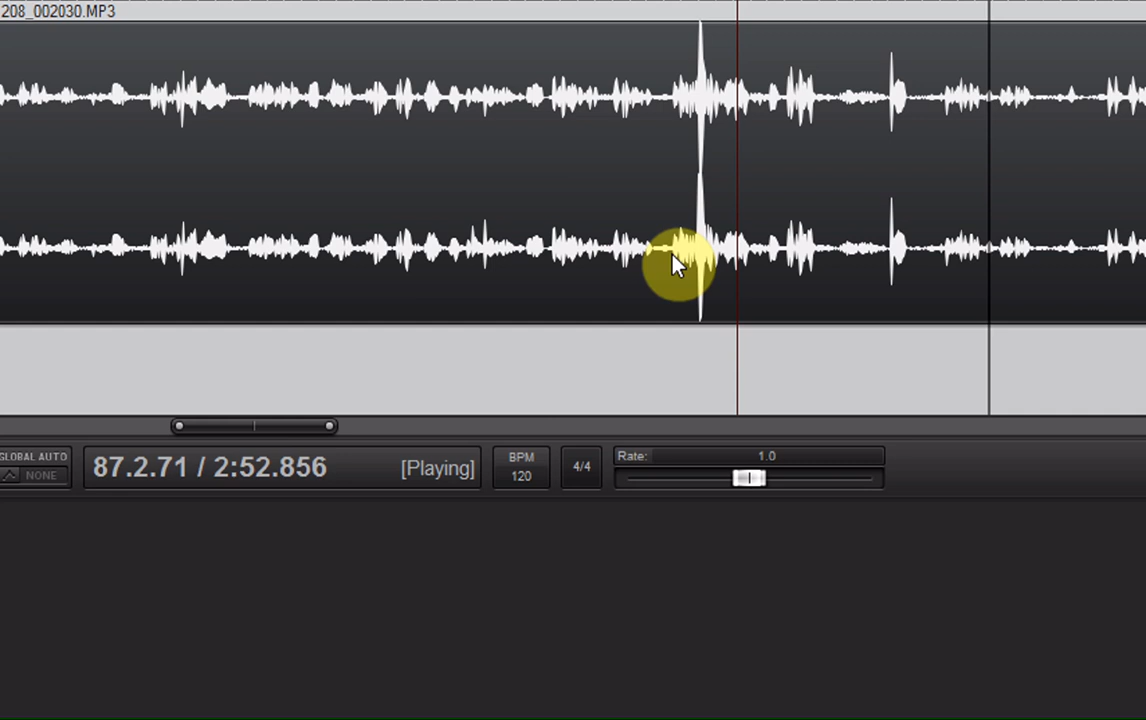 208_002030.MP3
GLOBAL AUTO
NONE
87.2.71 / 2:52.856 [Playing]
BPM
120
4/4
Rate: 1.0